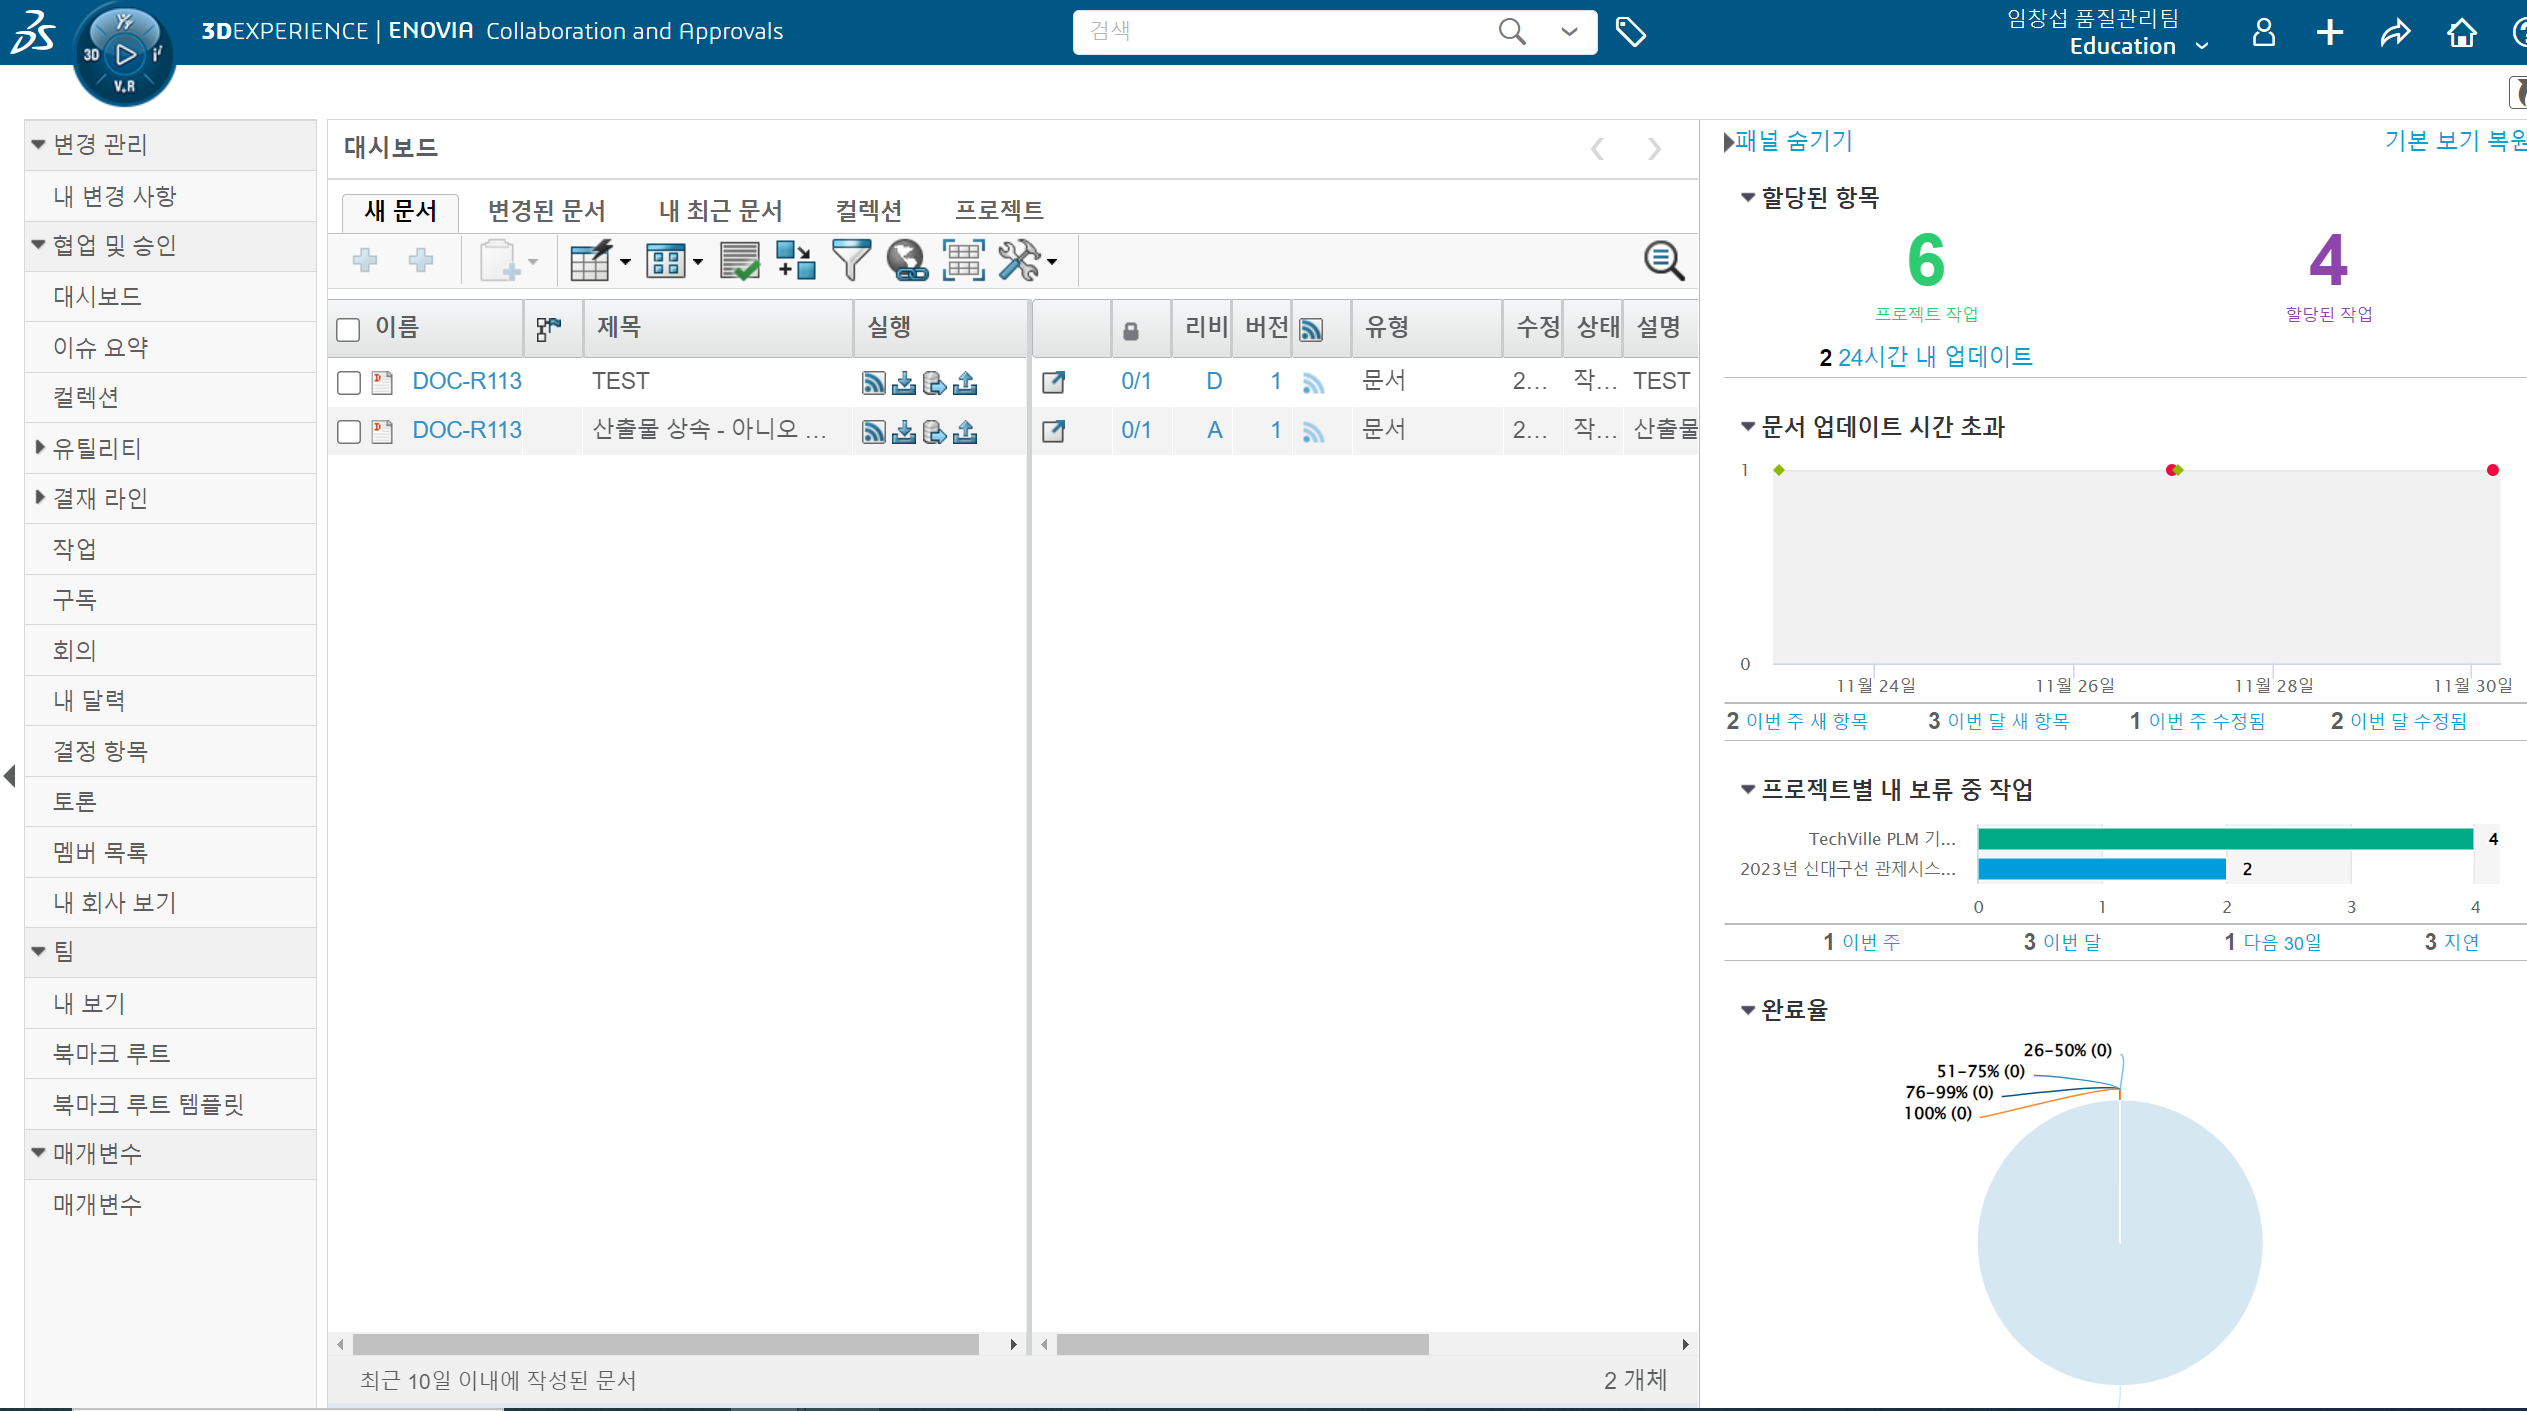 3DEXPERIENCE | ENOVIA Collaboration and Approvals
검색
임창섭 품질관리팀
Education
3D
V.R
변경 관리
내 변경 사항
협업 및 승인
대시보드
이슈 요약
컬렉션
유틸리티
결재 라인
작업
구독
회의
내 달력
결정 항목
토론
멤버 목록
내 회사 보기
팀
내 보기
북마크 루트
북마크 루트 템플릿
매개변수
매개변수
대시보드
새 문서 변경된 문서 내 최근 문서 컬렉션 프로젝트
이름 제목 실행 리비 버전 유형 수정 상태 설명
DOC-R113 TEST 0/1 D 1 문서 2... 작... TEST
DOC-R113 산출물 상속 - 아니오 ... 0/1 A 1 문서 2... 작... 산출물
최근 10일 이내에 작성된 문서 2 개체
패널 숨기기 기본 보기 복원
할당된 항목
6 4
프로젝트 작업 할당된 작업
2 24시간 내 업데이트
문서 업데이트 시간 초과
1
0
11월 24일 11월 26일 11월 28일 11월 30일
2 이번 주 새 항목 3 이번 달 새 항목 1 이번 주 수정됨 2 이번 달 수정됨
프로젝트별 내 보류 중 작업
TechVille PLM 기... 4
2023년 신대구선 관제시스... 2
0 1 2 3 4
1 이번 주 3 이번 달 1 다음 30일 3 지연
완료율
26-50% (0)
51-75% (0)
76-99% (0)
100% (0)